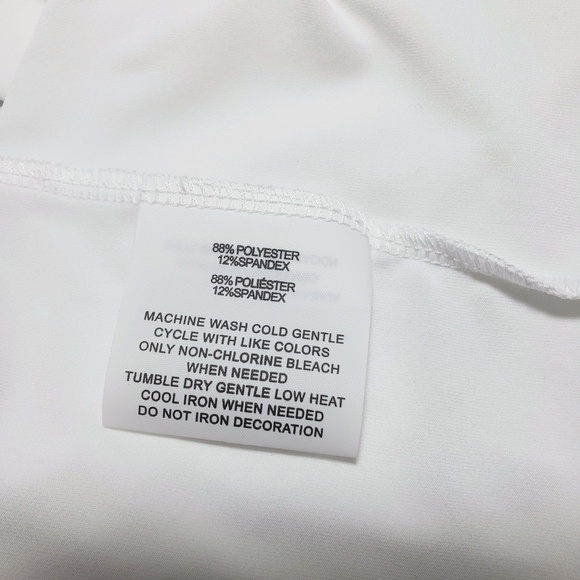 88% POLYESTER
12%SPANDEX
88% POLIÉSTER
12%SPANDEX
MACHINE WASH COLD GENTLE
CYCLE WITH LIKE COLORS
ONLY NON-CHLORINE BLEACH
WHEN NEEDED
TUMBLE DRY GENTLE LOW HEAT
COOL IRON WHEN NEEDED
DO NOT IRON DECORATION